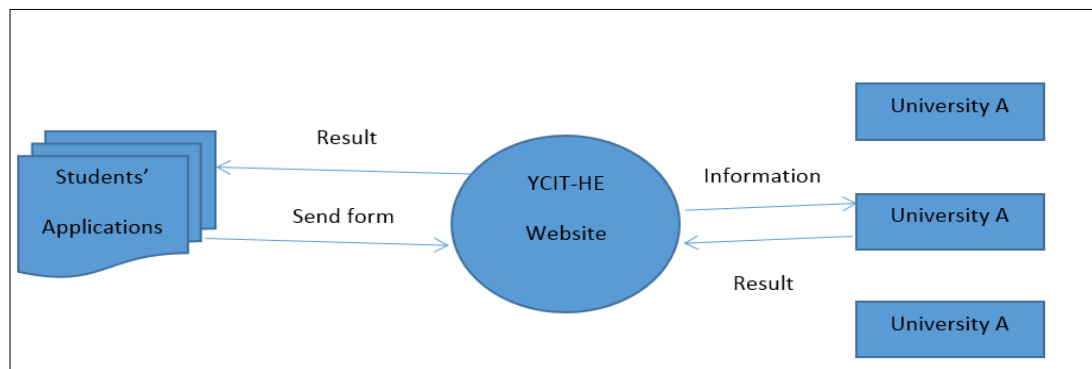 University A
Result
Students’
Applications
YCIT-HE
Website
Information
Send form
University A
Result
University A